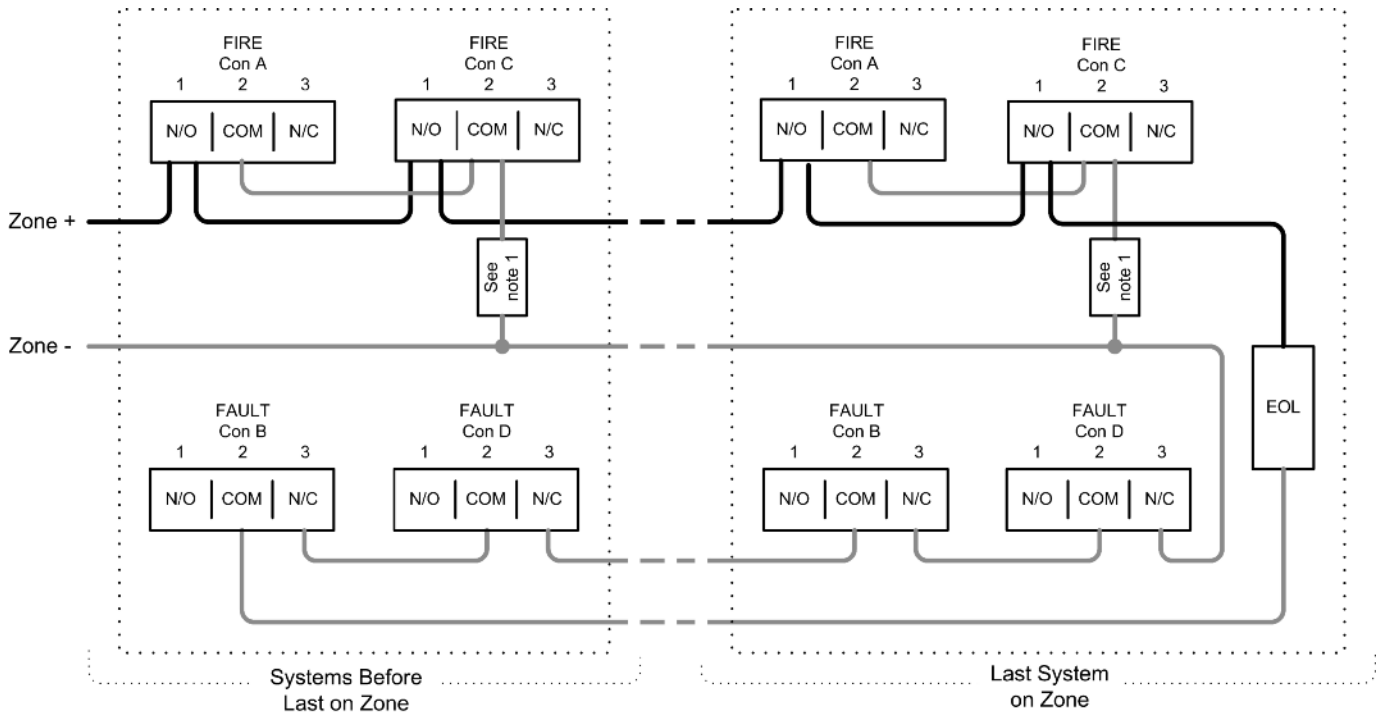 FIRE
Con A
1 2 3
N/O COM N/C
FIRE
Con C
1 2 3
N/O COM N/C
FIRE
Con A
1 2 3
N/O COM N/C
FIRE
Con C
1 2 3
N/O COM N/C
Zone +
See
note 1
See
note 1
Zone -
FAULT
Con B
1 2 3
N/O COM N/C
FAULT
Con D
1 2 3
N/O COM N/C
FAULT
Con B
1 2 3
N/O COM N/C
FAULT
Con D
1 2 3
N/O COM N/C
EOL
Systems Before
Last on Zone
Last System
on Zone